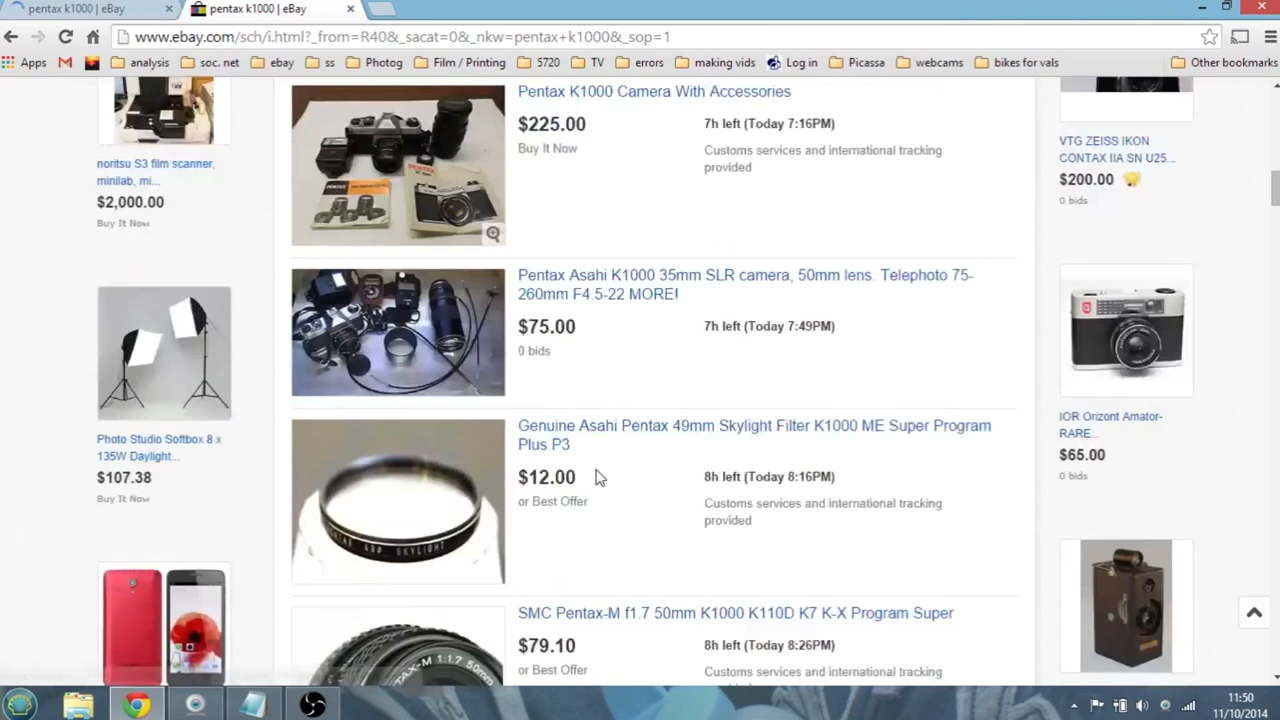 pentax k1000 | eBay
pentax k1000 | eBay
www.ebay.com/sch/i.html?_from=R40&_sacat=0&_nkw=pentax+k1000&_sop=1
Apps
analysis
soc. net
ebay
ss
Photog
Film / Printing
5720
TV
errors
making vids
Log in
Picassa
webcams
bikes for vals
Other bookmarks
noritsu S3 film scanner,
minilab, mi...
$2,000.00
Buy It Now
Photo Studio Softbox 8 x
135W Daylight...
$107.38
Buy It Now
PENTAX
Pentax K1000 Camera With Accessories
$225.00
7h left (Today 7:16PM)
Buy It Now
Customs services and international tracking
provided
Pentax Asahi K1000 35mm SLR camera, 50mm lens. Telephoto 75-
260mm F4.5-22 MORE!
$75.00
7h left (Today 7:49PM)
0 bids
Genuine Asahi Pentax 49mm Skylight Filter K1000 ME Super Program
Plus P3
$12.00
8h left (Today 8:16PM)
or Best Offer
Customs services and international tracking
provided
SMC Pentax-M f1.7 50mm K1000 K110D K7 K-X Program Super
$79.10
8h left (Today 8:26PM)
or Best Offer
Customs services and international tracking
VTG ZEISS IKON
CONTAX IIA SN U25...
$200.00
0 bids
IOR Orizont Amator-
RARE...
$65.00
0 bids
11:50
11/10/2014